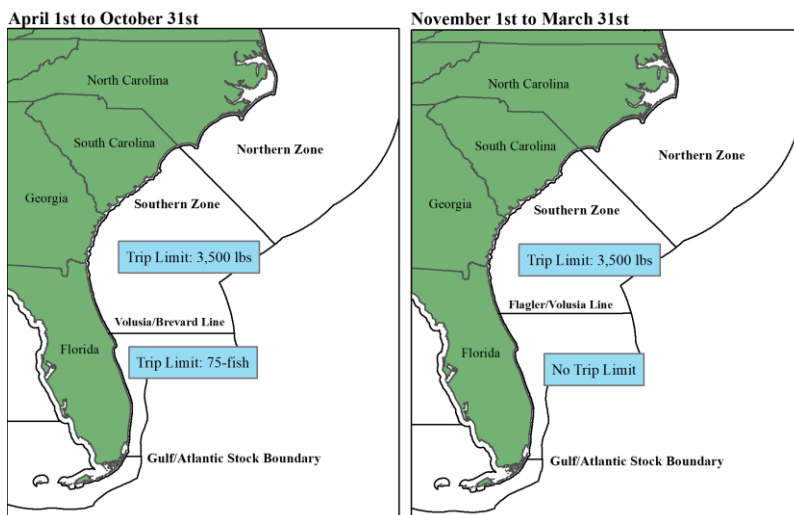 April 1st to October 31st
North Carolina
South Carolina
Northern Zone
Georgia
Southern Zone
Trip Limit: 3,500 lbs
Volusia/Brevard Line
Florida
Trip Limit: 75-fish
Gulf/Atlantic Stock Boundary
November 1st to March 31st
North Carolina
South Carolina
Northern Zone
Georgia
Southern Zone
Trip Limit: 3,500 lbs
Flagler/Volusia Line
Florida
No Trip Limit
Gulf/Atlantic Stock Boundary